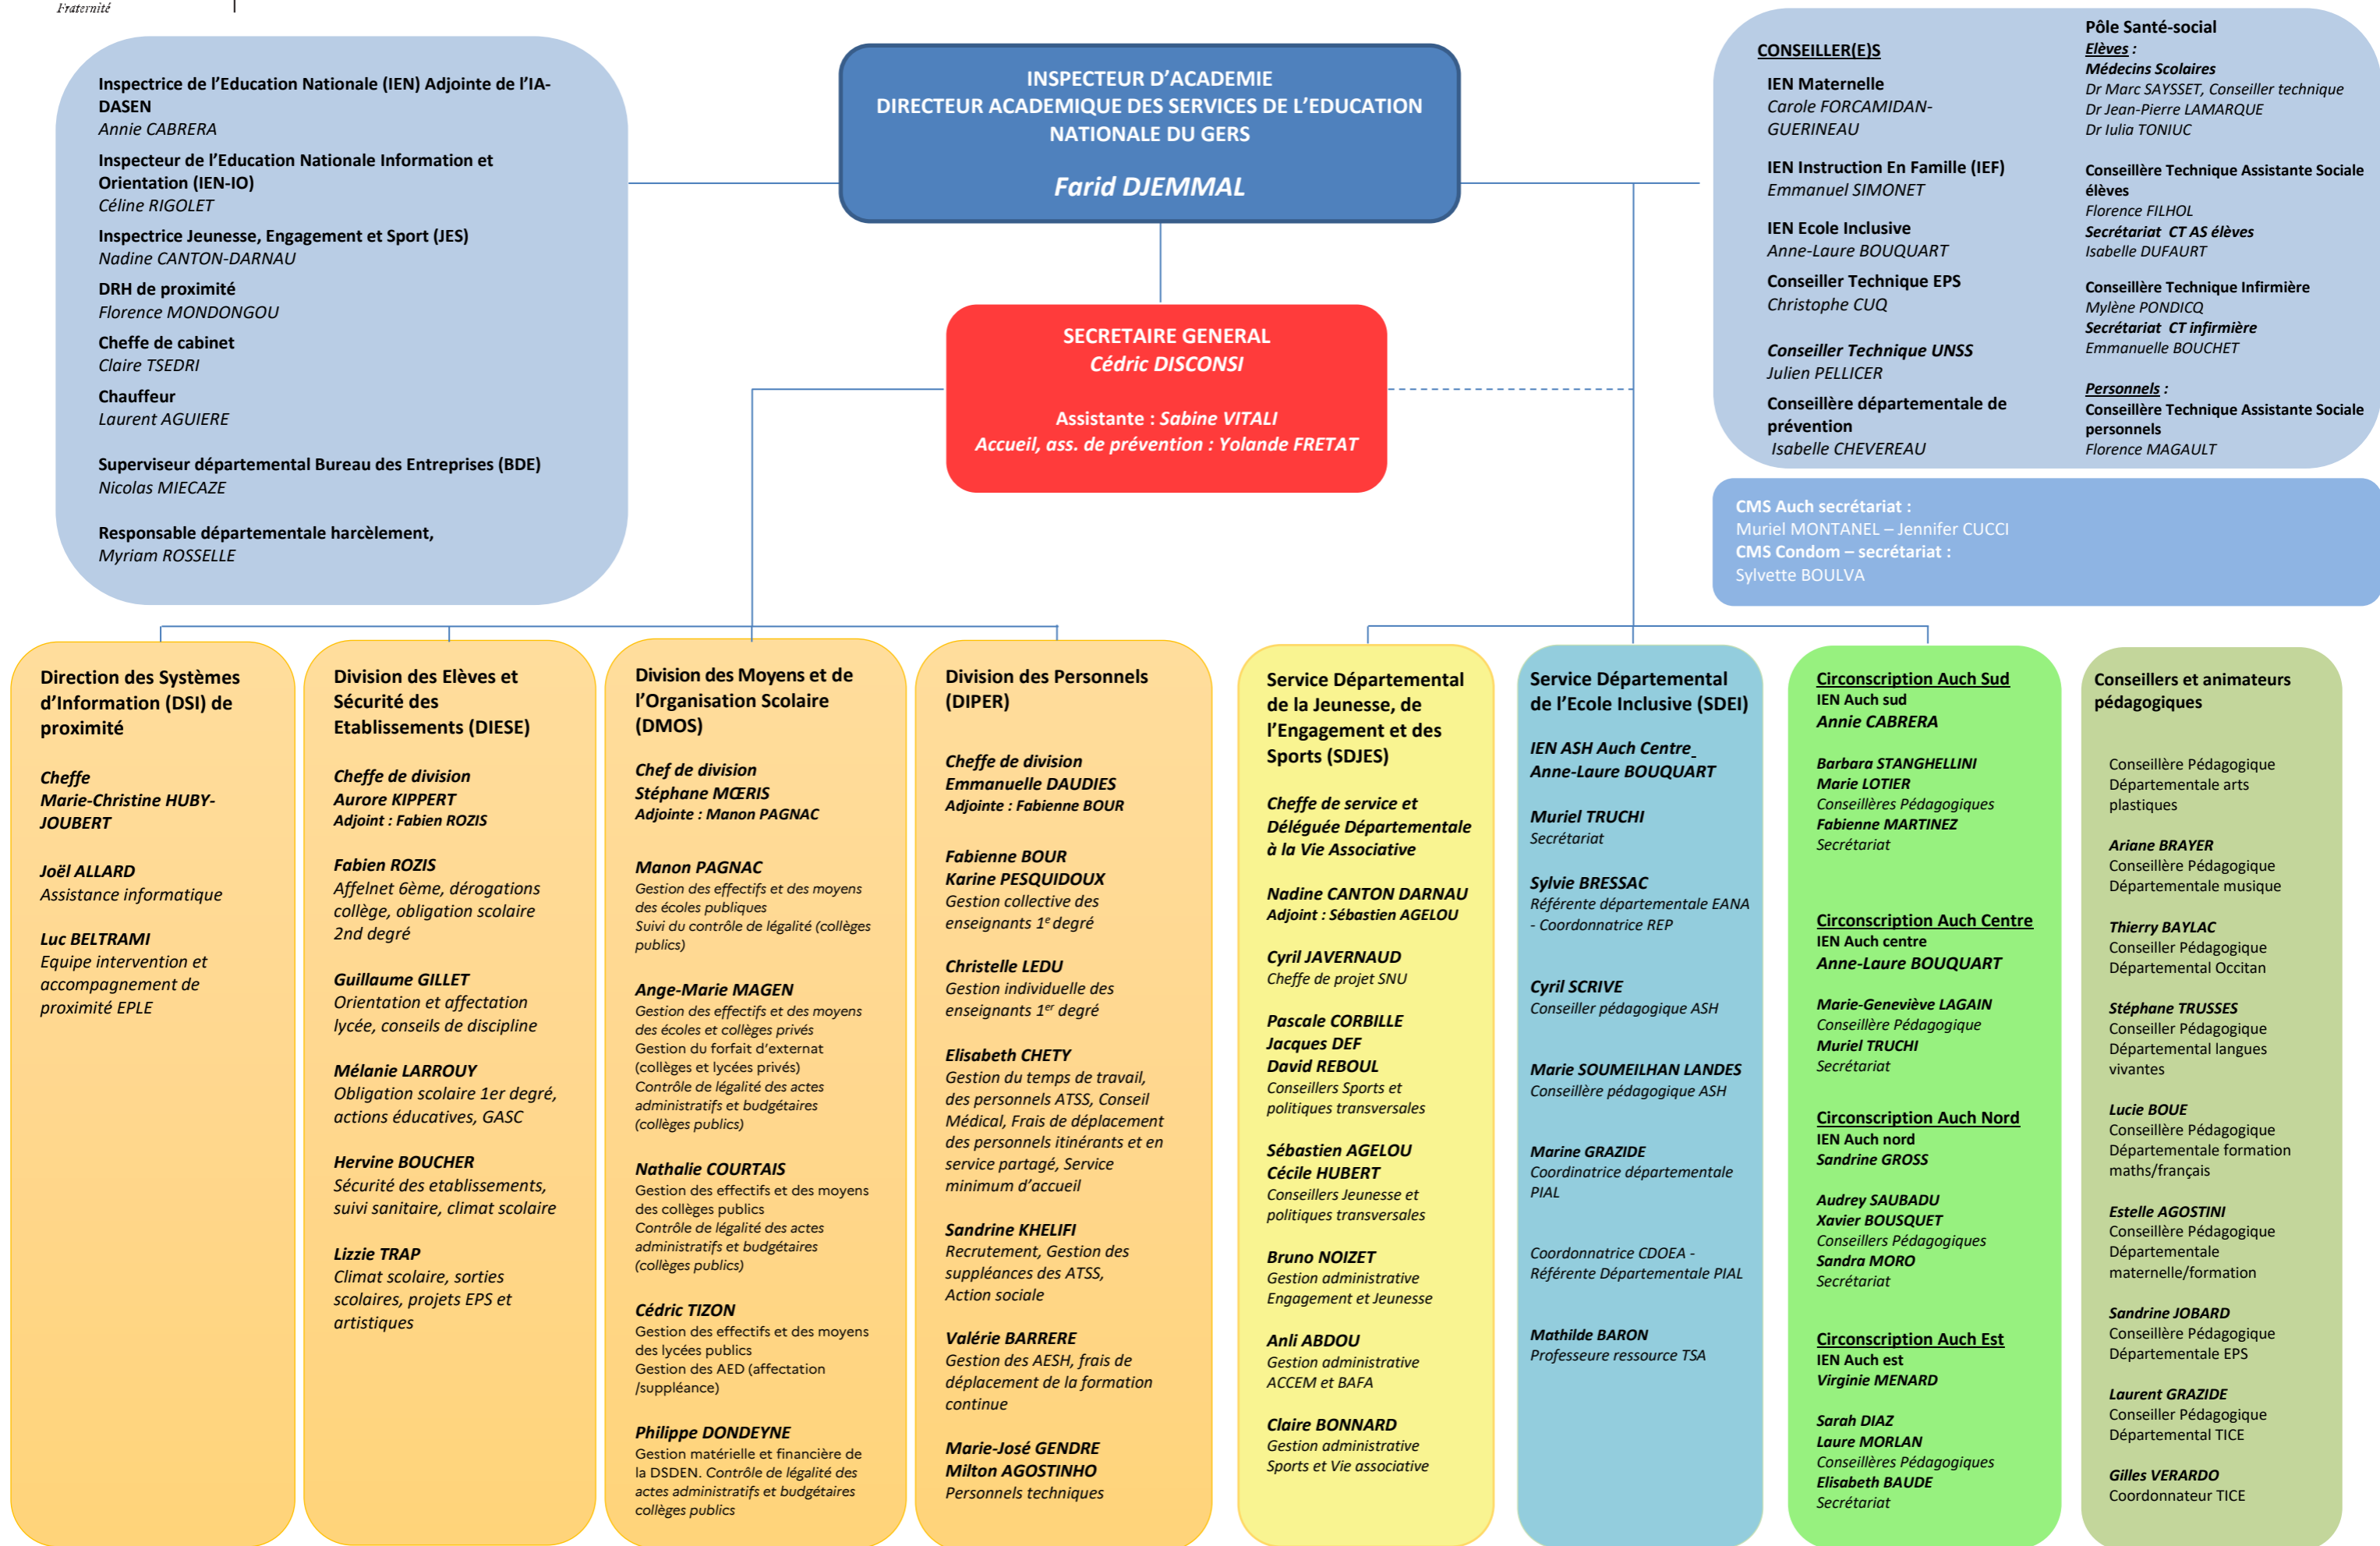 Fraternité
Inspectrice de l’Education Nationale (IEN) Adjointe de l’IA-
DASEN
Annie CABRERA
Inspecteur de l’Education Nationale Information et
Orientation (IEN-IO)
Céline RIGOLET
Inspectrice Jeunesse, Engagement et Sport (JES)
Nadine CANTON-DARNAU
DRH de proximité
Florence MONDONGOU
Cheffe de cabinet
Claire TSEDRI
Chauffeur
Laurent AGUIERE
Superviseur départemental Bureau des Entreprises (BDE)
Nicolas MIECAZE
Responsable départementale harcèlement,
Myriam ROSSELLE
INSPECTEUR D’ACADEMIE
DIRECTEUR ACADEMIQUE DES SERVICES DE L’EDUCATION
NATIONALE DU GERS
Farid DJEMMAL
SECRETAIRE GENERAL
Cédric DISCONSI
Assistante : Sabine VITALI
Accueil, ass. de prévention : Yolande FRETAT
CONSEILLER(E)S
IEN Maternelle
Carole FORCAMIDAN-
GUERINEAU
IEN Instruction En Famille (IEF)
Emmanuel SIMONET
IEN Ecole Inclusive
Anne-Laure BOUQUART
Conseiller Technique EPS
Christophe CUQ
Conseiller Technique UNSS
Julien PELLICER
Conseillère départementale de
prévention
Isabelle CHEVEREAU
Pôle Santé-social
Elèves :
Médecins Scolaires
Dr Marc SAYSSET, Conseiller technique
Dr Jean-Pierre LAMARQUE
Dr Iulia TONIUC
Conseillère Technique Assistante Sociale
élèves
Florence FILHOL
Secrétariat CT AS élèves
Isabelle DUFAURT
Conseillère Technique Infirmière
Mylène PONDICQ
Secrétariat CT infirmière
Emmanuelle BOUCHET
Personnels :
Conseillère Technique Assistante Sociale
personnels
Florence MAGAULT
CMS Auch secrétariat :
Muriel MONTANEL – Jennifer CUCCI
CMS Condom – secrétariat :
Sylvette BOULVA
Direction des Systèmes
d’Information (DSI) de
proximité
Cheffe
Marie-Christine HUBY-
JOUBERT
Joël ALLARD
Assistance informatique
Luc BELTRAMI
Equipe intervention et
accompagnement de
proximité EPLE
Division des Elèves et
Sécurité des
Etablissements (DIESE)
Cheffe de division
Aurore KIPPERT
Adjoint : Fabien ROZIS
Fabien ROZIS
Affelnet 6ème, dérogations
collège, obligation scolaire
2nd degré
Guillaume GILLET
Orientation et affectation
lycée, conseils de discipline
Mélanie LARROUY
Obligation scolaire 1er degré,
actions éducatives, GASC
Hervine BOUCHER
Sécurité des etablissements,
suivi sanitaire, climat scolaire
Lizzie TRAP
Climat scolaire, sorties
scolaires, projets EPS et
artistiques
Division des Moyens et de
l’Organisation Scolaire
(DMOS)
Chef de division
Stéphane MŒRIS
Adjointe : Manon PAGNAC
Manon PAGNAC
Gestion des effectifs et des moyens
des écoles publiques
Suivi du contrôle de légalité (collèges
publics)
Ange-Marie MAGEN
Gestion des effectifs et des moyens
des écoles et collèges privés
Gestion du forfait d’externat
(collèges et lycées privés)
Contrôle de légalité des actes
administratifs et budgétaires
(collèges publics)
Nathalie COURTAIS
Gestion des effectifs et des moyens
des collèges publics
Contrôle de légalité des actes
administratifs et budgétaires
(collèges publics)
Cédric TIZON
Gestion des effectifs et des moyens
des lycées publics
Gestion des AED (affectation
/suppléance)
Philippe DONDEYNE
Gestion matérielle et financière de
la DSDEN. Contrôle de légalité des
actes administratifs et budgétaires
collèges publics
Division des Personnels
(DIPER)
Cheffe de division
Emmanuelle DAUDIES
Adjointe : Fabienne BOUR
Fabienne BOUR
Karine PESQUIDOUX
Gestion collective des
enseignants 1e degré
Christelle LEDU
Gestion individuelle des
enseignants 1er degré
Elisabeth CHETY
Gestion du temps de travail,
des personnels ATSS, Conseil
Médical, Frais de déplacement
des personnels itinérants et en
service partagé, Service
minimum d’accueil
Sandrine KHELIFI
Recrutement, Gestion des
suppléances des ATSS,
Action sociale
Valérie BARRERE
Gestion des AESH, frais de
déplacement de la formation
continue
Marie-José GENDRE
Milton AGOSTINHO
Personnels techniques
Service Départemental
de la Jeunesse, de
l’Engagement et des
Sports (SDJES)
Cheffe de service et
Déléguée Départementale
à la Vie Associative
Nadine CANTON DARNAU
Adjoint : Sébastien AGELOU
Cyril JAVERNAUD
Cheffe de projet SNU
Pascale CORBILLE
Jacques DEF
David REBOUL
Conseillers Sports et
politiques transversales
Sébastien AGELOU
Cécile HUBERT
Conseillers Jeunesse et
politiques transversales
Bruno NOIZET
Gestion administrative
Engagement et Jeunesse
Anli ABDOU
Gestion administrative
ACCEM et BAFA
Claire BONNARD
Gestion administrative
Sports et Vie associative
Service Départemental
de l’Ecole Inclusive (SDEI)
IEN ASH Auch Centre
Anne-Laure BOUQUART
Muriel TRUCHI
Secrétariat
Sylvie BRESSAC
Référente départementale EANA
- Coordonnatrice REP
Cyril SCRIVE
Conseiller pédagogique ASH
Marie SOUMEILHAN LANDES
Conseillère pédagogique ASH
Marine GRAZIDE
Coordinatrice départementale
PIAL
Coordonnatrice CDOEA -
Référente Départementale PIAL
Mathilde BARON
Professeure ressource TSA
Circonscription Auch Sud
IEN Auch sud
Annie CABRERA
Barbara STANGHELLINI
Marie LOTIER
Conseillères Pédagogiques
Fabienne MARTINEZ
Secrétariat
Circonscription Auch Centre
IEN Auch centre
Anne-Laure BOUQUART
Marie-Geneviève LAGAIN
Conseillère Pédagogique
Muriel TRUCHI
Secrétariat
Circonscription Auch Nord
IEN Auch nord
Sandrine GROSS
Audrey SAUBADU
Xavier BOUSQUET
Conseillers Pédagogiques
Sandra MORO
Secrétariat
Circonscription Auch Est
IEN Auch est
Virginie MENARD
Sarah DIAZ
Laure MORLAN
Conseillères Pédagogiques
Elisabeth BAUDE
Secrétariat
Conseillers et animateurs
pédagogiques
Conseillère Pédagogique
Départementale arts
plastiques
Ariane BRAYER
Conseillère Pédagogique
Départementale musique
Thierry BAYLAC
Conseiller Pédagogique
Départemental Occitan
Stéphane TRUSSES
Conseiller Pédagogique
Départemental langues
vivantes
Lucie BOUE
Conseillère Pédagogique
Départementale formation
maths/français
Estelle AGOSTINI
Conseillère Pédagogique
Départementale
maternelle/formation
Sandrine JOBARD
Conseillère Pédagogique
Départementale EPS
Laurent GRAZIDE
Conseiller Pédagogique
Départemental TICE
Gilles VERARDO
Coordonnateur TICE